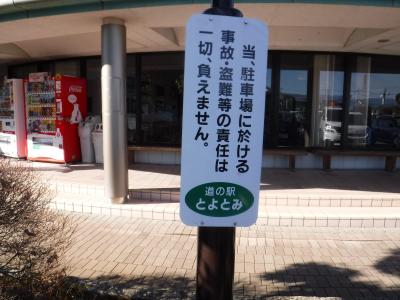 当、駐車場に於ける
事故・盗難等の責任は
一切、負えません。
道の駅
とよとみ